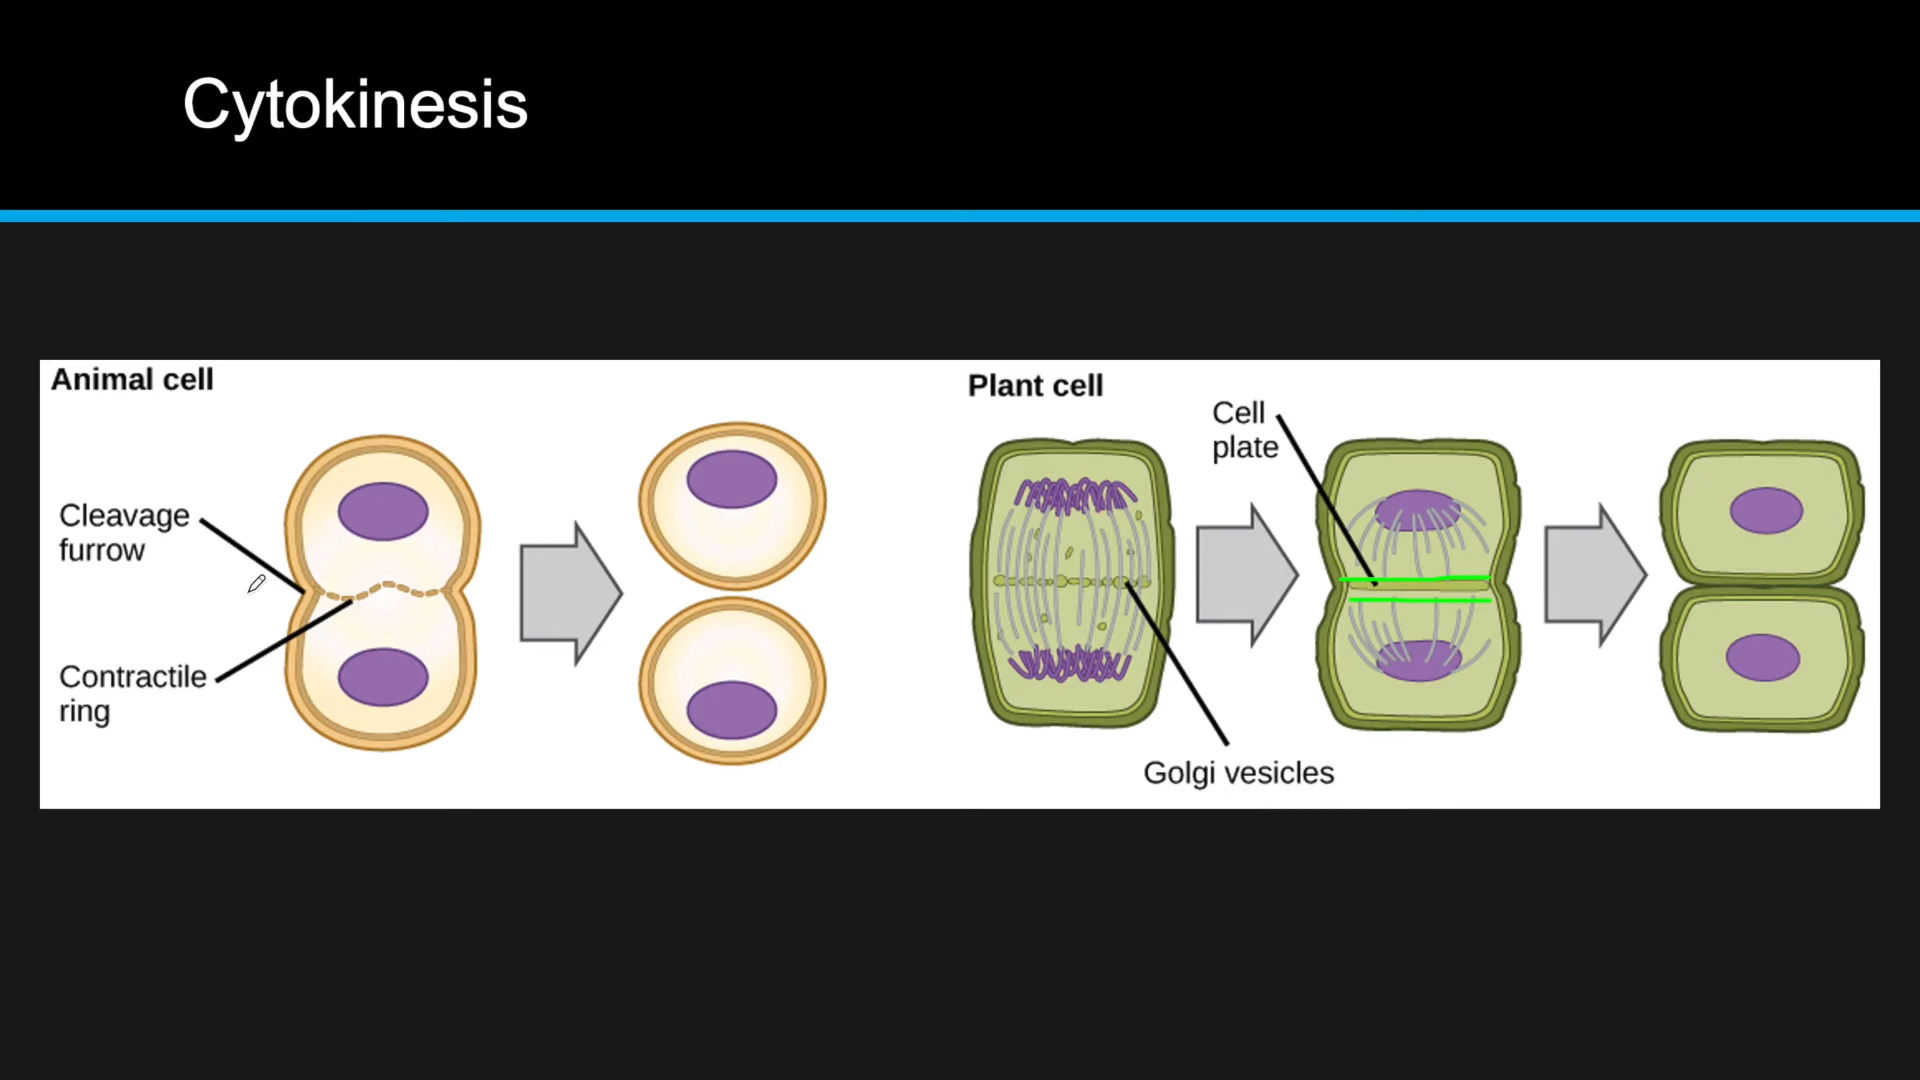 Cytokinesis
Animal cell
Cleavage
furrow
Contractile
ring
Plant cell
Cell
plate
Golgi vesicles